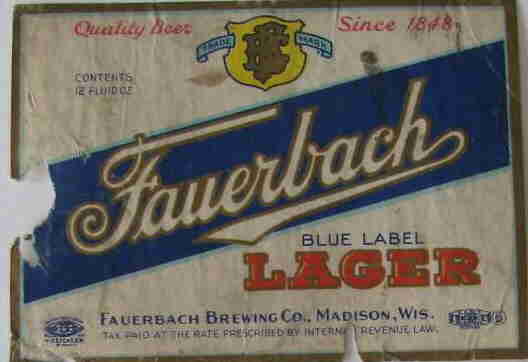 Quality Beer Since 1848
TRADE MARK
CONTENTS
12 FLUID OZ
Fauerbach
BLUE LABEL
LAGER
FAUERBACH BREWING CO., MADISON, WIS.
TAX PAID AT THE RATE PRESCRIBED BY INTERNAL REVENUE LAW.